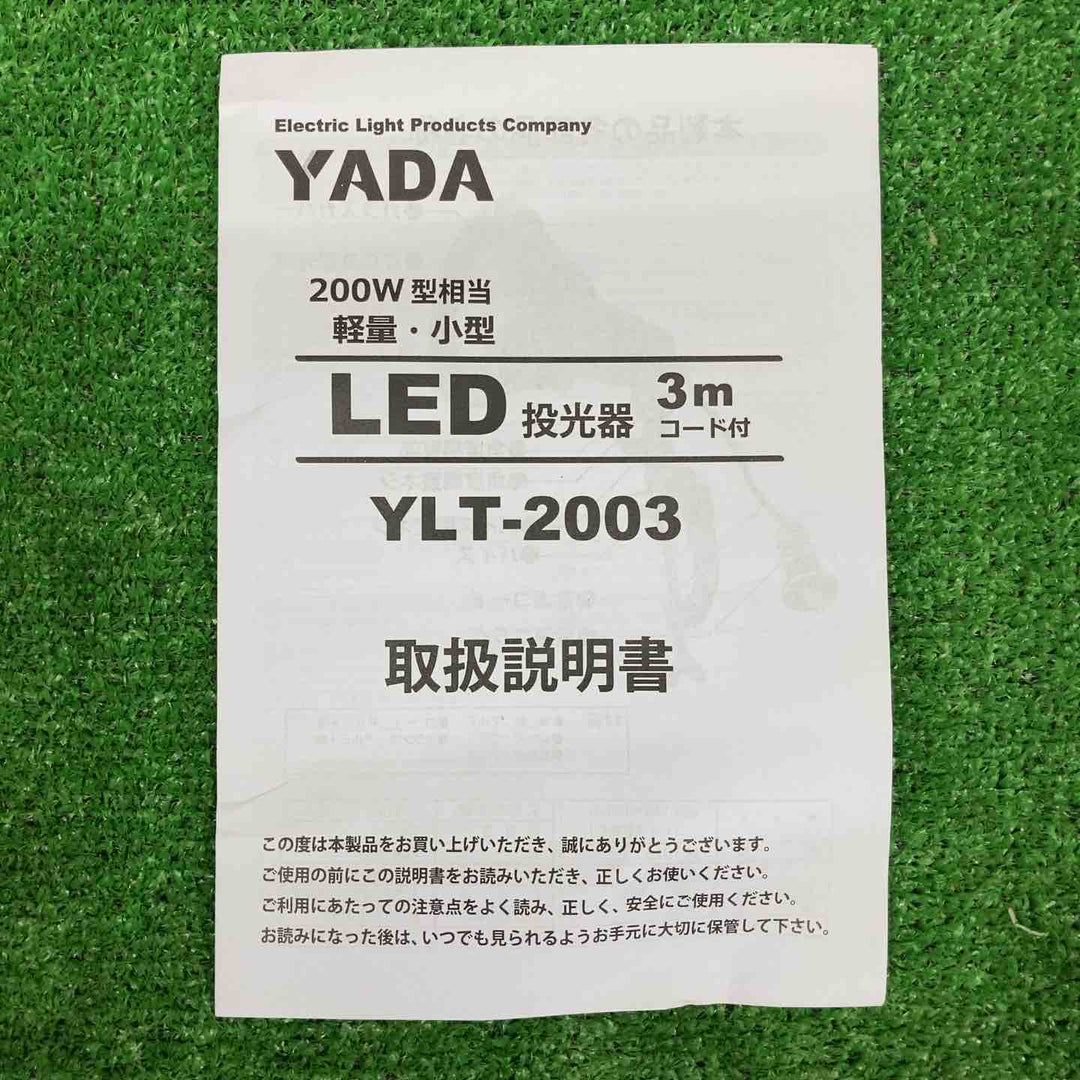 Electric Light Products Company
YADA
200W 型相当
軽量・小型
LED 投光器 3m
コード付
YLT-2003
取扱説明書
この度は本製品をお買い上げいただき、誠にありがとうございます。
ご使用の前にこの説明書をお読みいただき、正しくお使いください。
ご利用にあたっての注意点をよく読み、正しく、安全にご使用ください。
お読みになった後は、いつでも見られるようお手元に大切に保管して下さい。